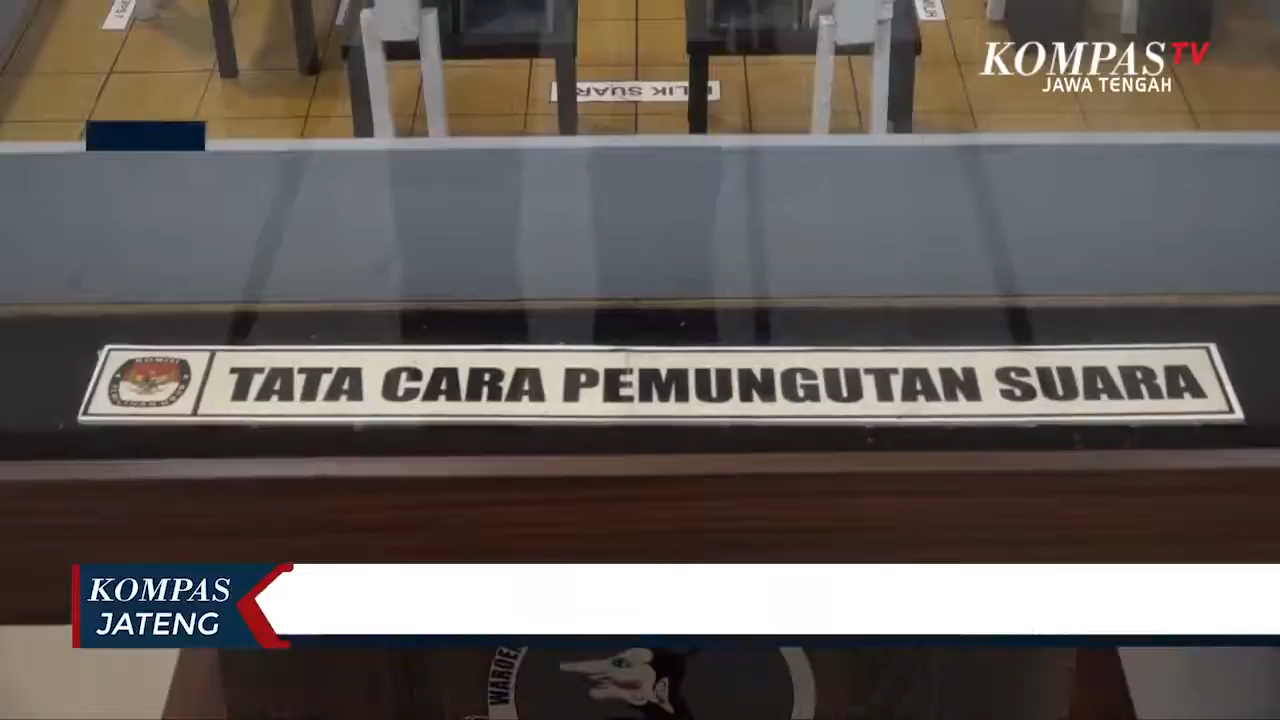 KOMPAS TV
JAWA TENGAH
TATA CARA PEMUNGUTAN SUARA
KOMPAS
JATENG